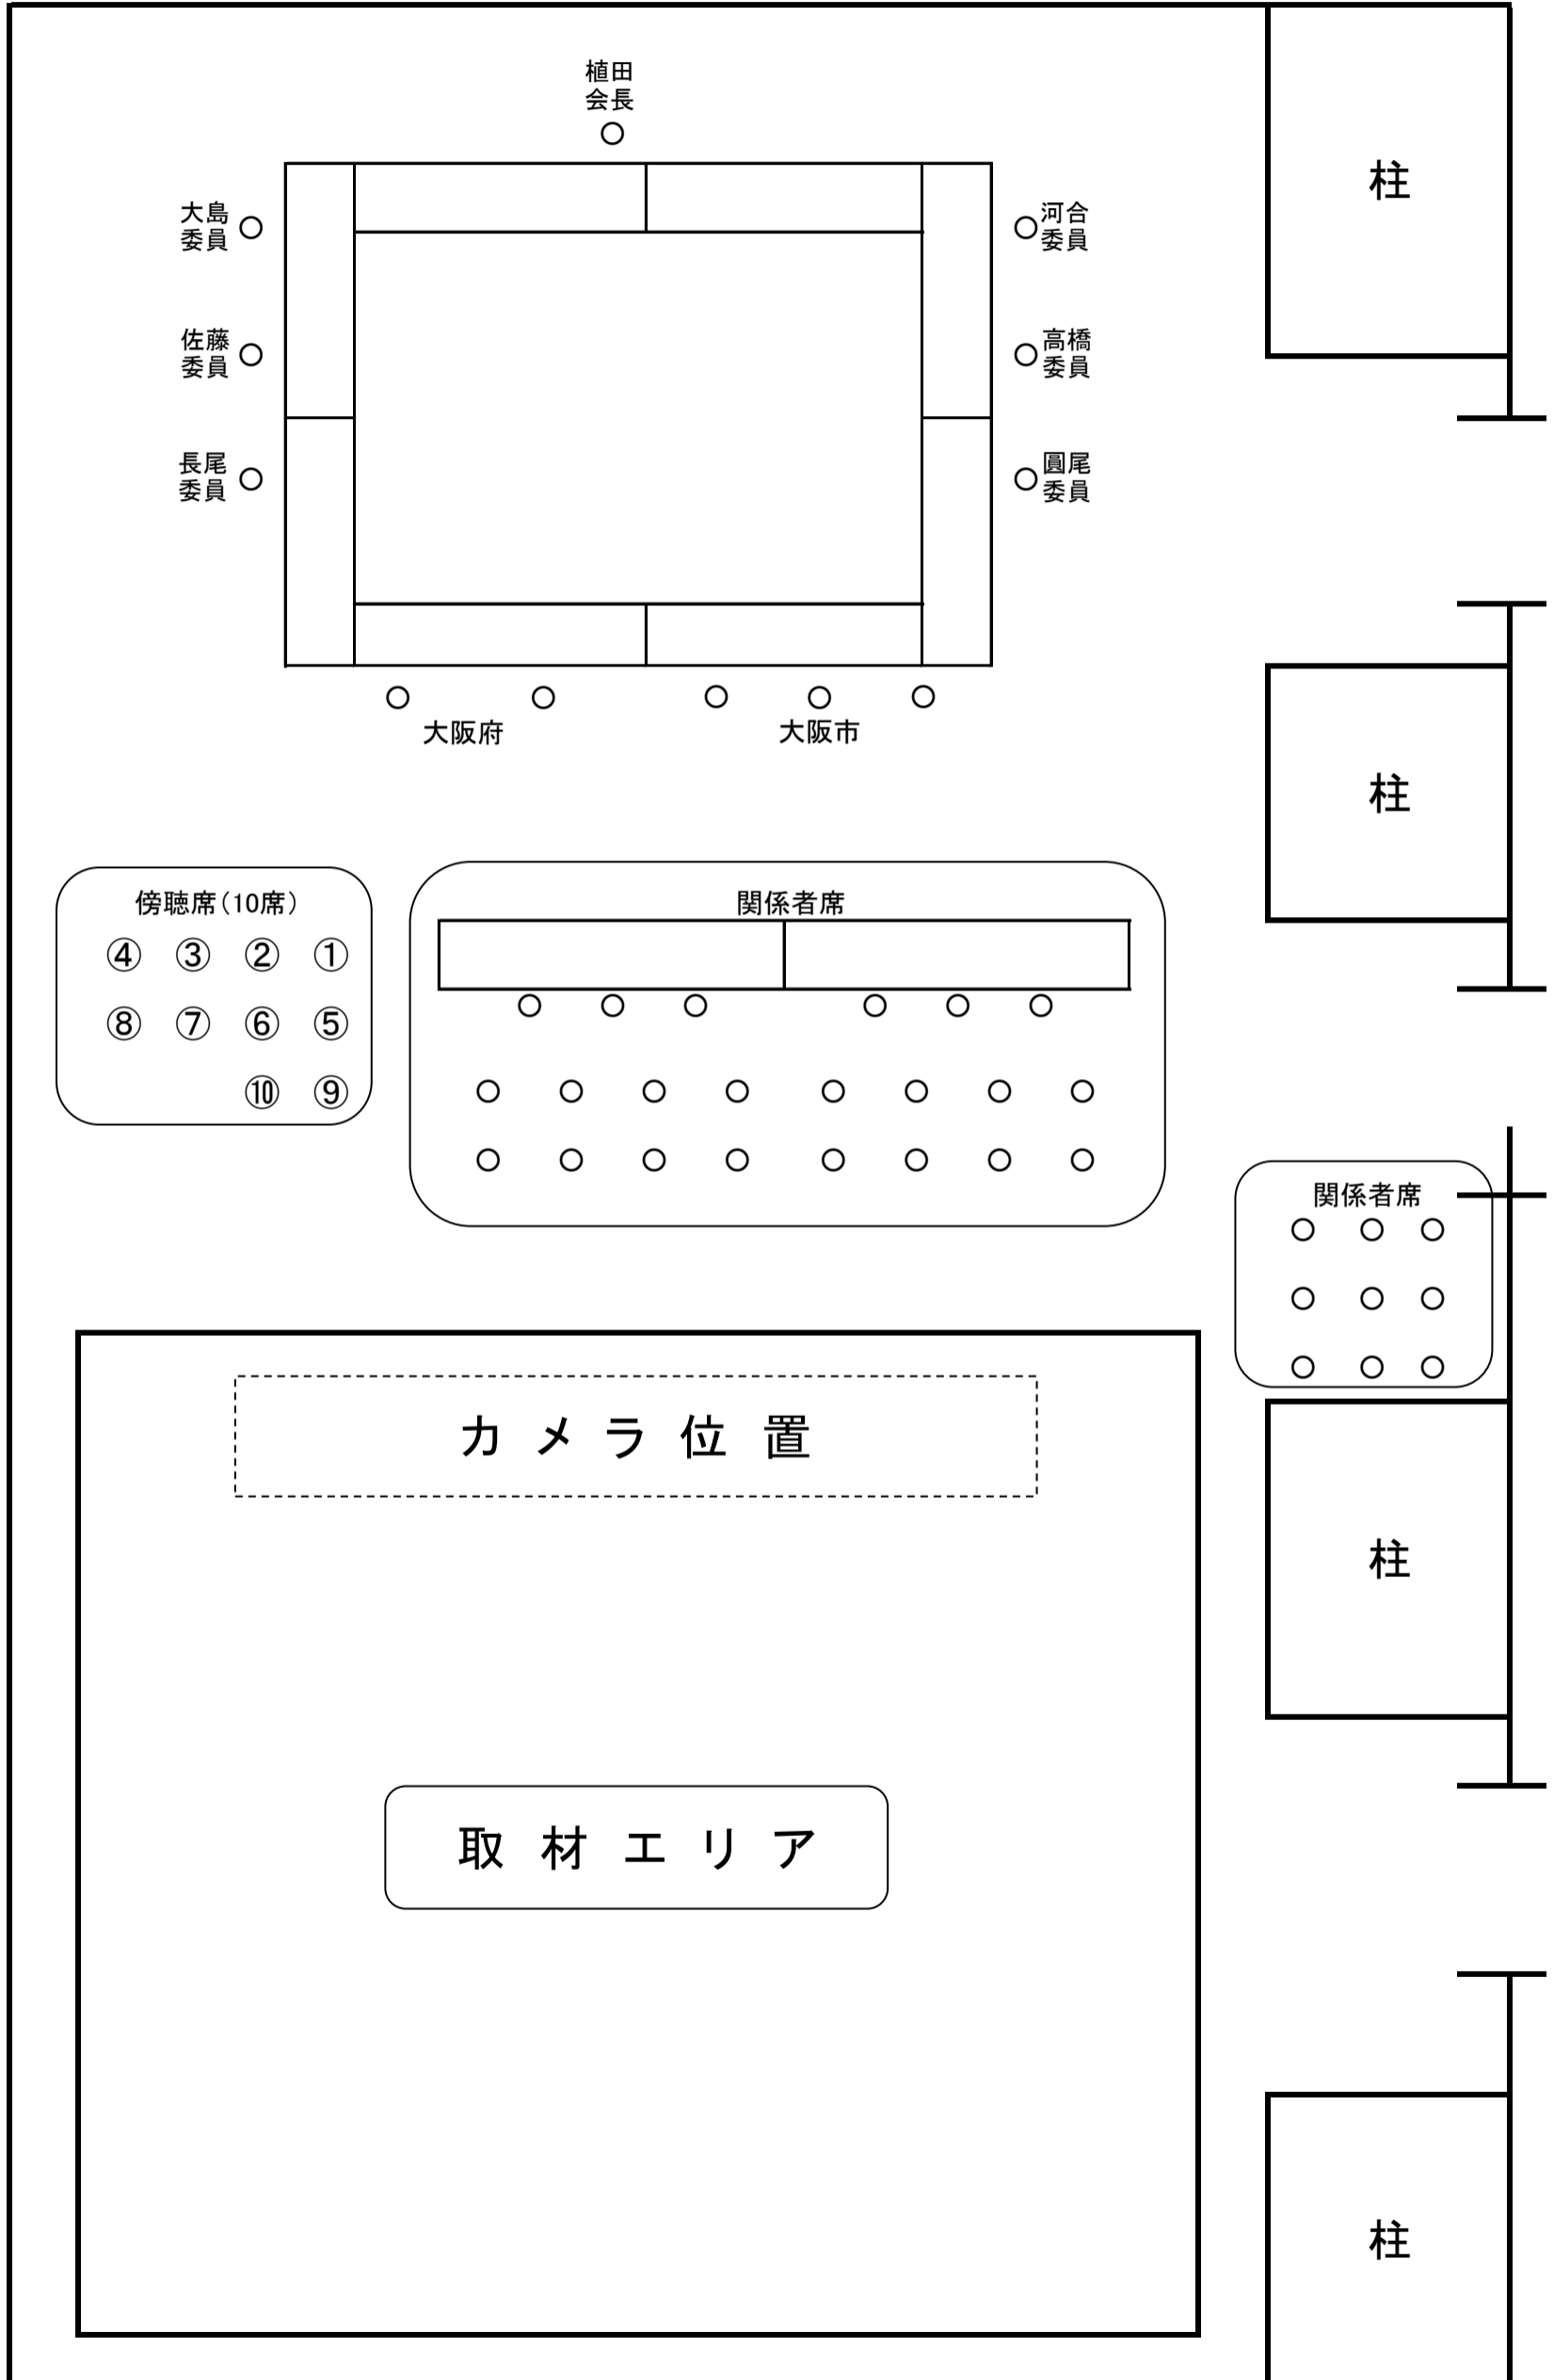 植田
会長
柱
大島
委員
河合
委員
佐藤
委員
高橋
委員
長尾
委員
圓尾
委員
大阪府
大阪市
柱
傍聴席(10席)
④ ③ ② ①
⑧ ⑦ ⑥ ⑤
⑩ ⑨
関係者席
関係者席
カメラ位置
柱
取材エリア
柱